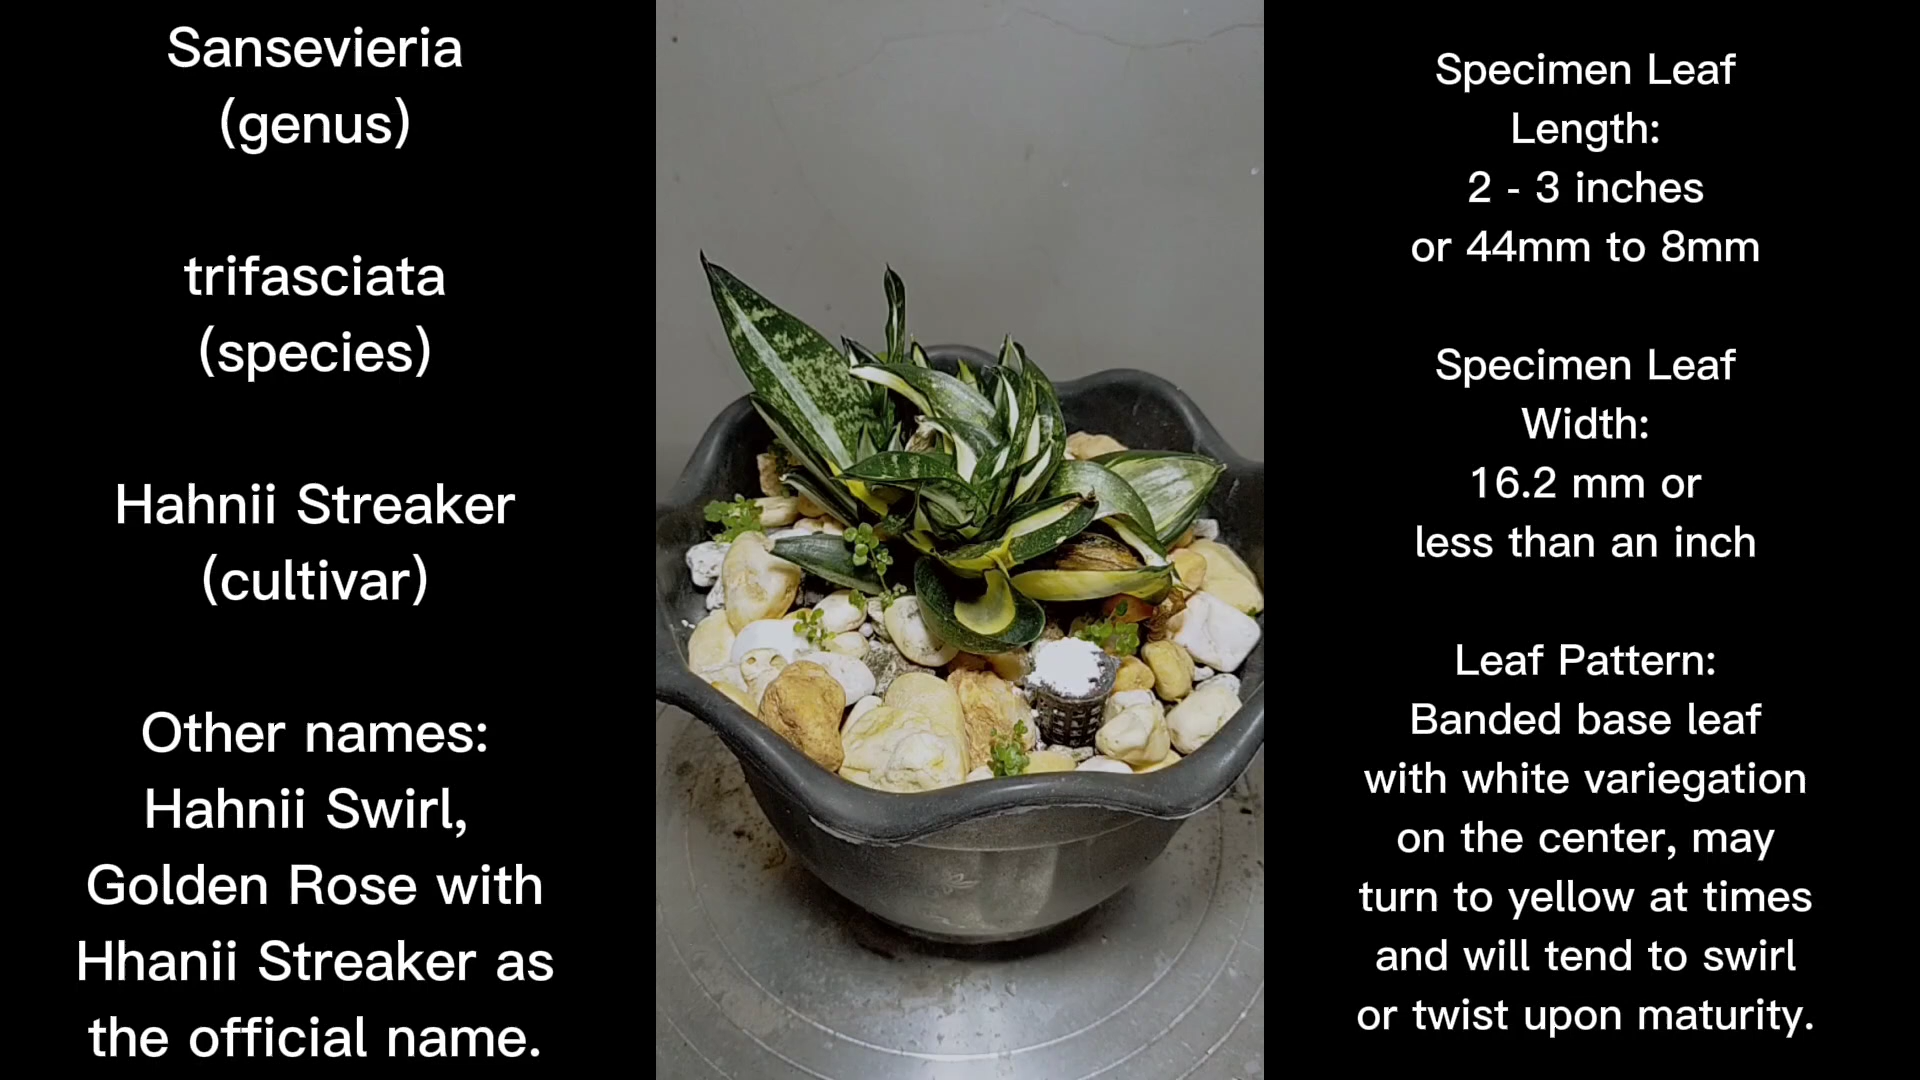 Sansevieria
(genus)
trifasciata
(species)
Hahnii Streaker
(cultivar)
Other names:
Hahnii Swirl,
Golden Rose with
Hhanii Streaker as
the official name.
Specimen Leaf
Length:
2 - 3 inches
or 44mm to 8mm
Specimen Leaf
Width:
16.2 mm or
less than an inch
Leaf Pattern:
Banded base leaf
with white variegation
on the center, may
turn to yellow at times
and will tend to swirl
or twist upon maturity.